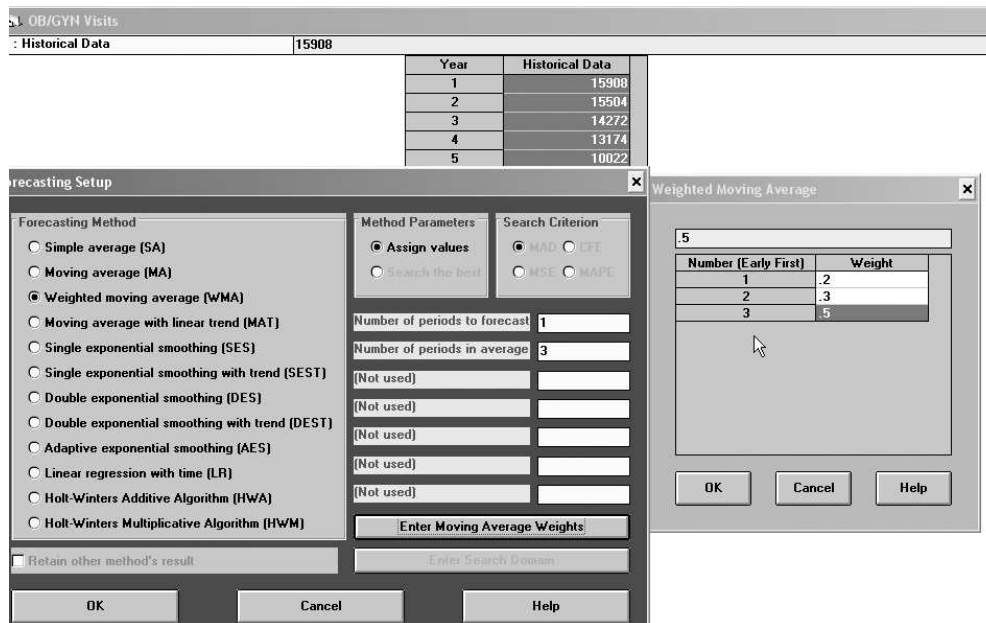 OB/GYN Visits
: Historical Data 15908
Year Historical Data
1 15908
2 15504
3 14272
4 13174
5 10022
orecasting Setup
Forecasting Method
Simple average (SA)
Moving average (MA)
Weighted moving average (WMA)
Moving average with linear trend (MAT)
Single exponential smoothing (SES)
Single exponential smoothing with trend (SEST)
Double exponential smoothing (DES)
Double exponential smoothing with trend (DEST)
Adaptive exponential smoothing (AES)
Linear regression with time (LR)
Holt-Winters Additive Algorithm (HWA)
Holt-Winters Multiplicative Algorithm (HWM)
Retain other method's result
Method Parameters
Assign values
Search the best
Search Criterion
MAD CFE
MSE MAPE
Number of periods to forecast 1
Number of periods in average 3
(Not used)
(Not used)
(Not used)
(Not used)
(Not used)
Enter Moving Average Weights
Enter Search Domain
OK Cancel Help
Weighted Moving Average
.5
Number (Early First) Weight
1 .2
2 .3
3 .5
OK Cancel Help